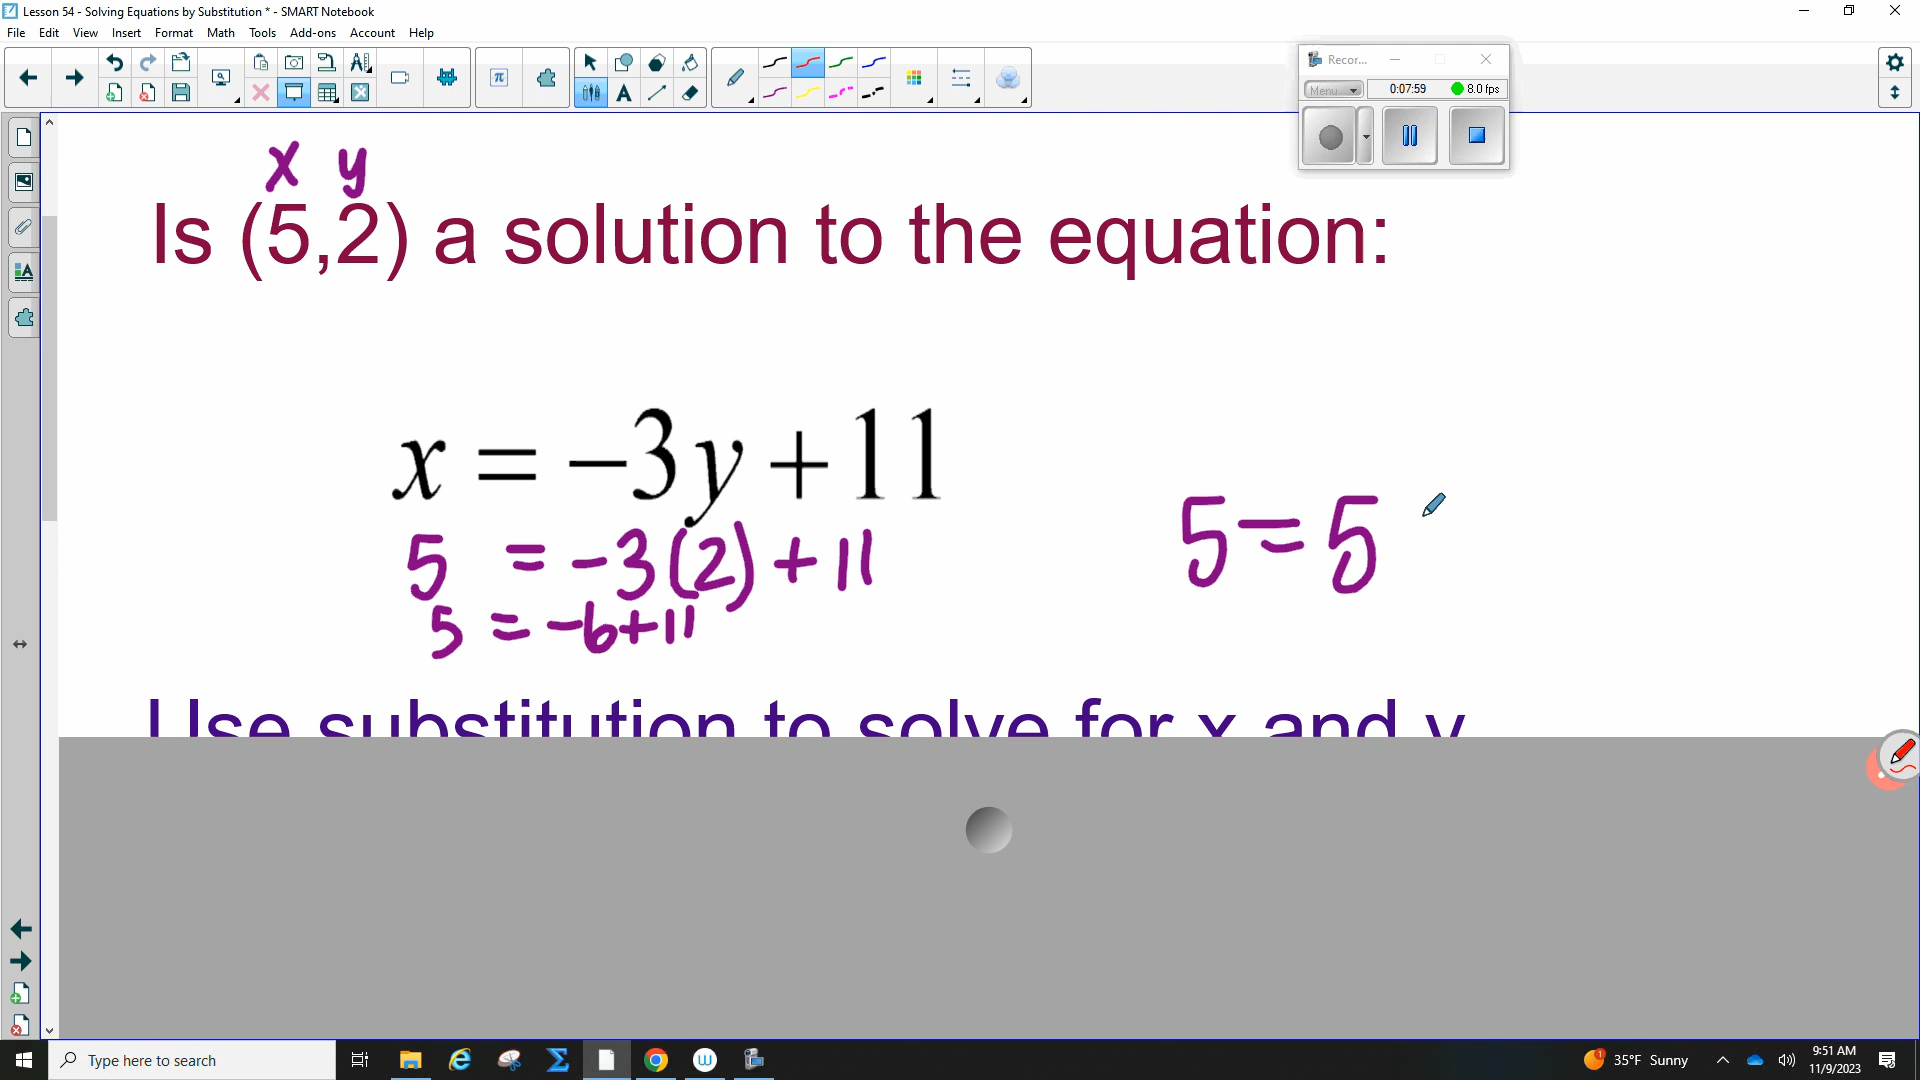 Lesson 54 - Solving Equations by Substitution * - SMART Notebook
File Edit View Insert Format Math Tools Add-ons Account Help
Recor...
Menu 0:07:59 8.0 fps
x y
Is (5,2) a solution to the equation:
x = −3y + 11
5 = -3(2) + 11
5 = -6+11
5 = 5
Use substitution to solve for x and y
Type here to search
35°F Sunny
9:51 AM
11/9/2023